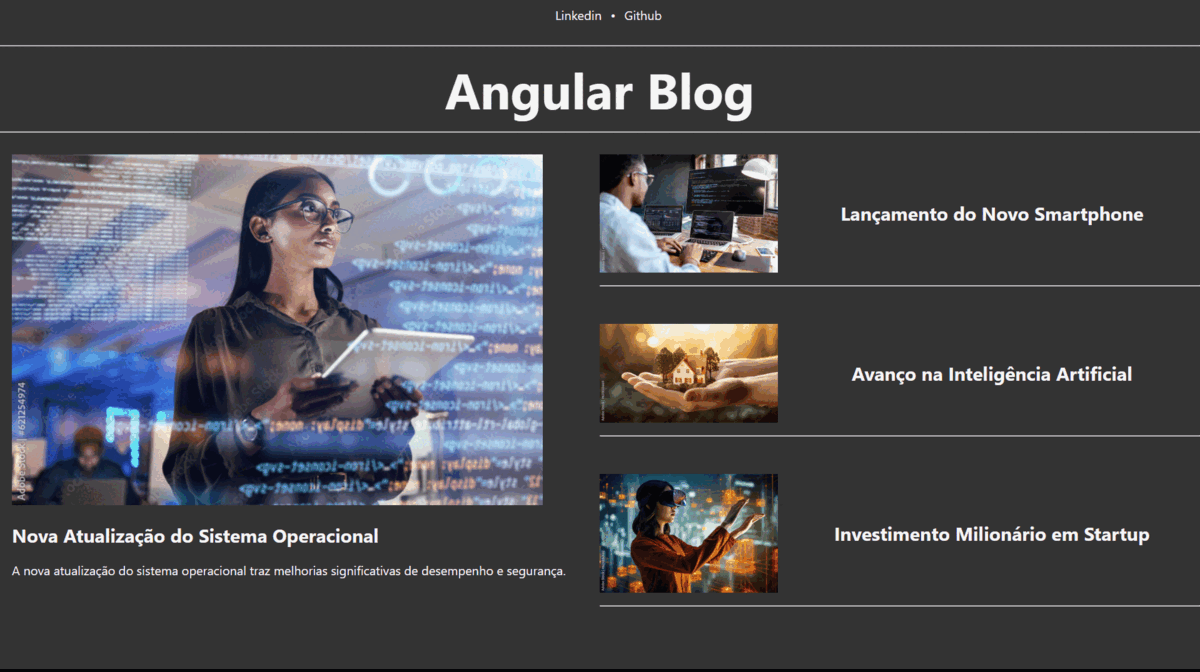 Linkedin • Github
Angular Blog
Lançamento do Novo Smartphone
Avanço na Inteligência Artificial
Investimento Milionário em Startup
Adobe Stock | #621254974
Nova Atualização do Sistema Operacional
A nova atualização do sistema operacional traz melhorias significativas de desempenho e segurança.